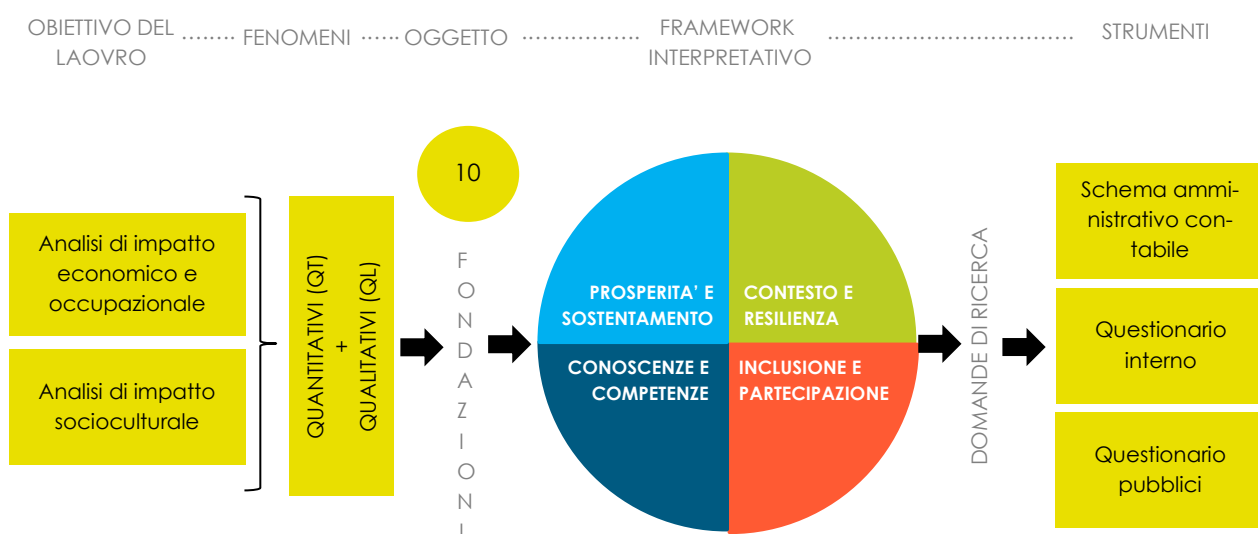 OBIETTIVO DEL
LAOVRO
........ FENOMENI ...... OGGETTO .................
FRAMEWORK
INTERPRETATIVO
...................................
STRUMENTI
Analisi di impatto
economico e
occupazionale
Analisi di impatto
socioculturale
QUANTITATIVI (QT)
+
QUALITATIVI (QL)
10
F
O
N
D
A
Z
I
O
N
I
PROSPERITA’ E
SOSTENTAMENTO
CONTESTO E
RESILIENZA
CONOSCENZE E
COMPETENZE
INCLUSIONE E
PARTECIPAZIONE
DOMANDE DI RICERCA
Schema ammi-
nistrativo con-
tabile
Questionario
interno
Questionario
pubblici